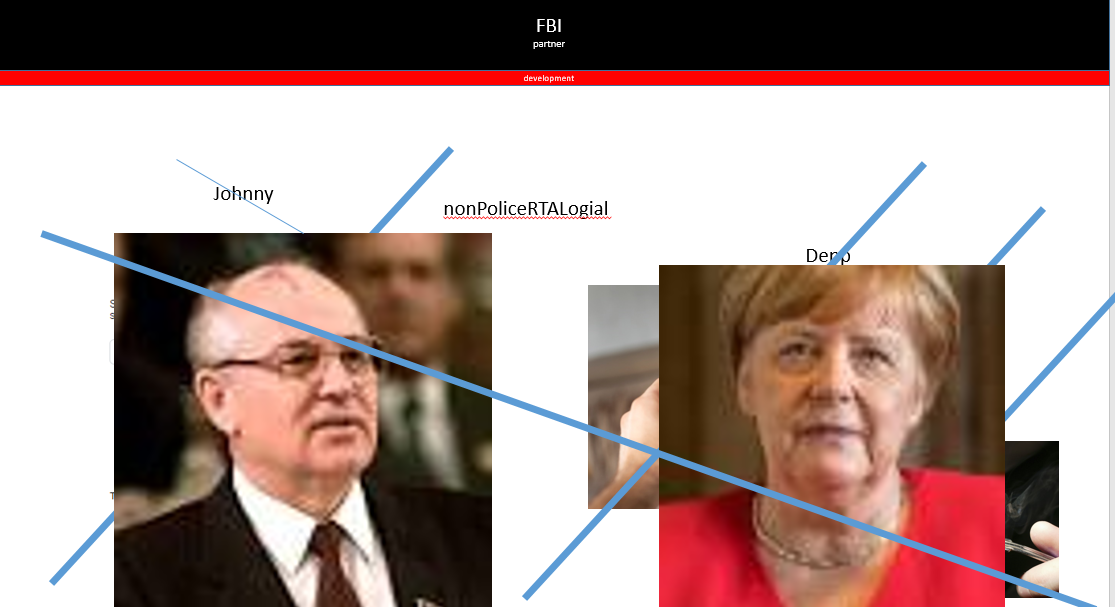 FBI
partner
development
Johnny
nonPoliceRTALogial
Depp
S
s
T